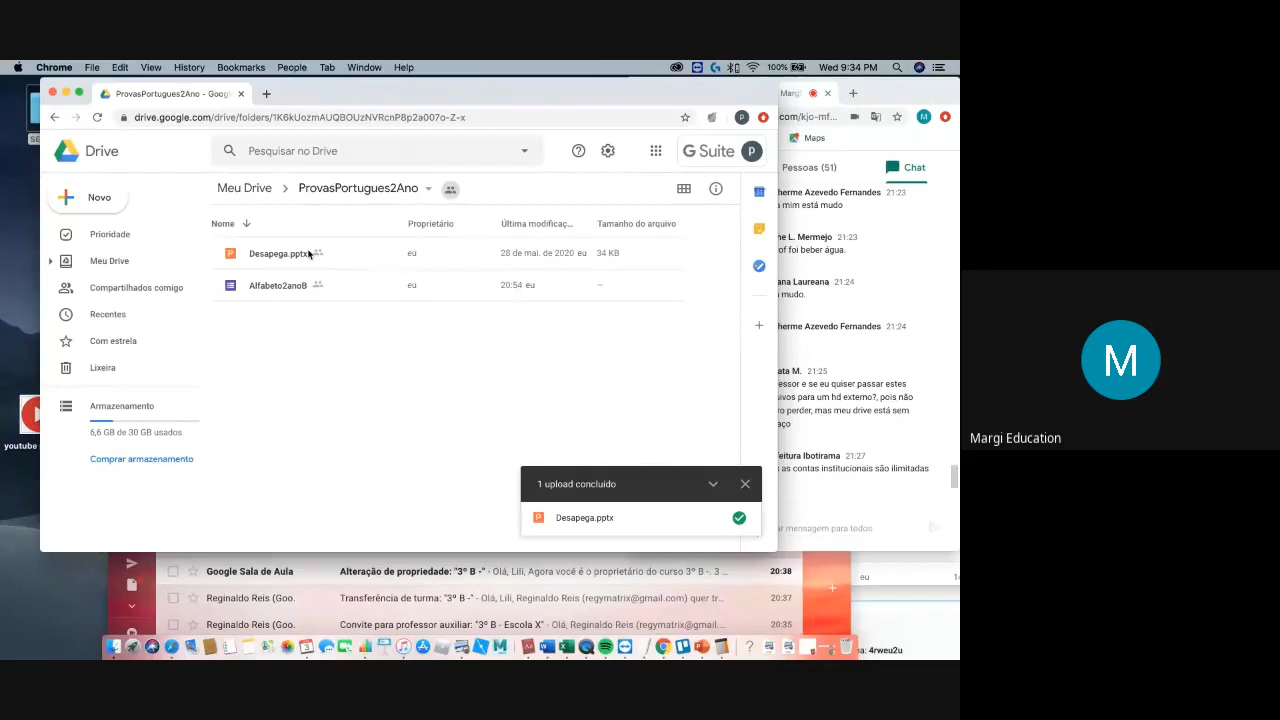 Chrome File Edit View History Bookmarks People Tab Window Help
100% Wed 9:34 PM
ProvasPortugues2Ano - Googl
Margi
drive.google.com/drive/folders/1K6kUozmAUQBOUzNVRcnP8p2a007o-Z-x
P
com/kjo-mf...
M
Maps
Drive
Pesquisar no Drive
G Suite P
Pessoas (51)
Chat
Novo
Meu Drive > ProvasPortugues2Ano
Nome
Proprietário
Última modificaç...
Tamanho do arquivo
Desapega.pptx
eu
28 de mai. de 2020 eu
34 KB
Alfabeto2anoB
eu
20:54 eu
–
Prioridade
Meu Drive
Compartilhados comigo
Recentes
Com estrela
Lixeira
Armazenamento
6,6 GB de 30 GB usados
Comprar armazenamento
1 upload concluído
Desapega.pptx
herme Azevedo Fernandes 21:23
a mim está mudo
ne L. Mermejo 21:23
of foi beber água.
ana Laureana 21:24
mudo.
herme Azevedo Fernandes 21:24
ata M. 21:25
essor e se eu quiser passar estes
uivos para um hd externo?, pois não
ro perder, mas meu drive está sem
aço
feitura Ibotirama 21:27
s as contas institucionais são ilimitadas
ar mensagem para todos
eu
Google Sala de Aula
Alteração de propriedade: "3º B -" - Olá, Lili, Agora você é o proprietário do curso 3º B -. 3 ...
20:38
Reginaldo Reis (Goo.
Transferência de turma: "3º B -" - Olá, Lili, Reginaldo Reis (regymatrix@gmail.com) quer tr...
20:37
Reginaldo Reis (Goo.
Convite para professor auxiliar: "3º B - Escola X" - Olá, Lili, Reginaldo Reis (regymatrix@gmail....
20:35
na: 4rweu2u
youtube
M
Margi Education